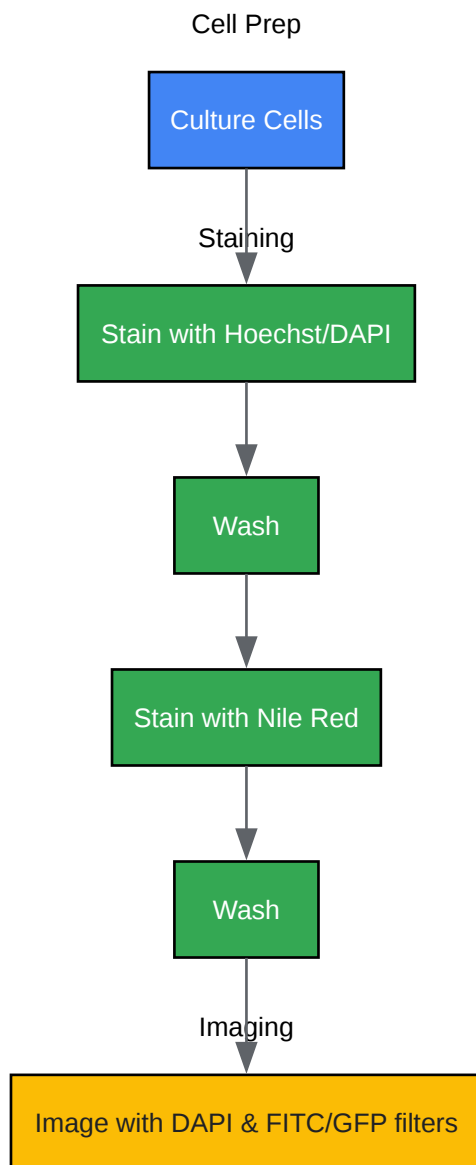 Cell Prep
Culture Cells
Staining
Stain with Hoechst/DAPI
Wash
Stain with Nile Red
Wash
Imaging
Image with DAPI & FITC/GFP filters